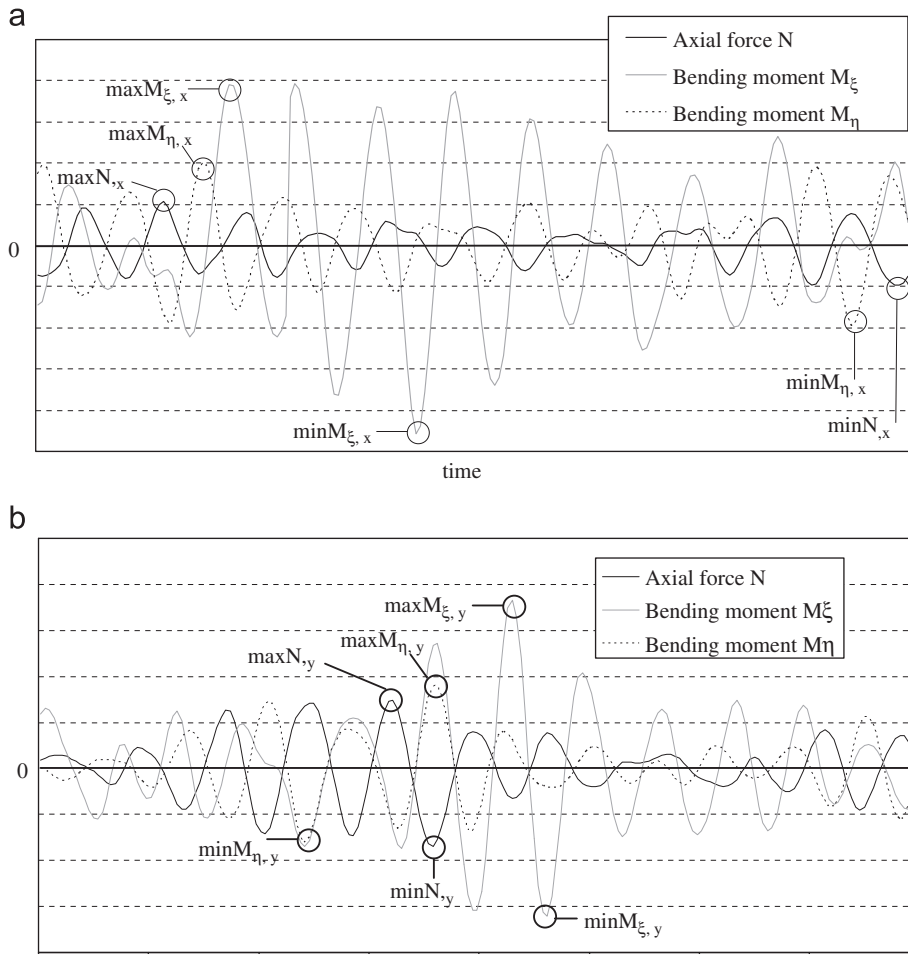 a
Axial force N
Bending moment Mξ
Bending moment Mη
maxMξ, x
maxMη, x
maxN,x
0
minMη, x
minMξ, x
minN,x
time
b
Axial force N
Bending moment Mξ
Bending moment Mη
maxMξ, y
maxMη, y
maxN,y
0
minMη, y
minN,y
minMξ, y